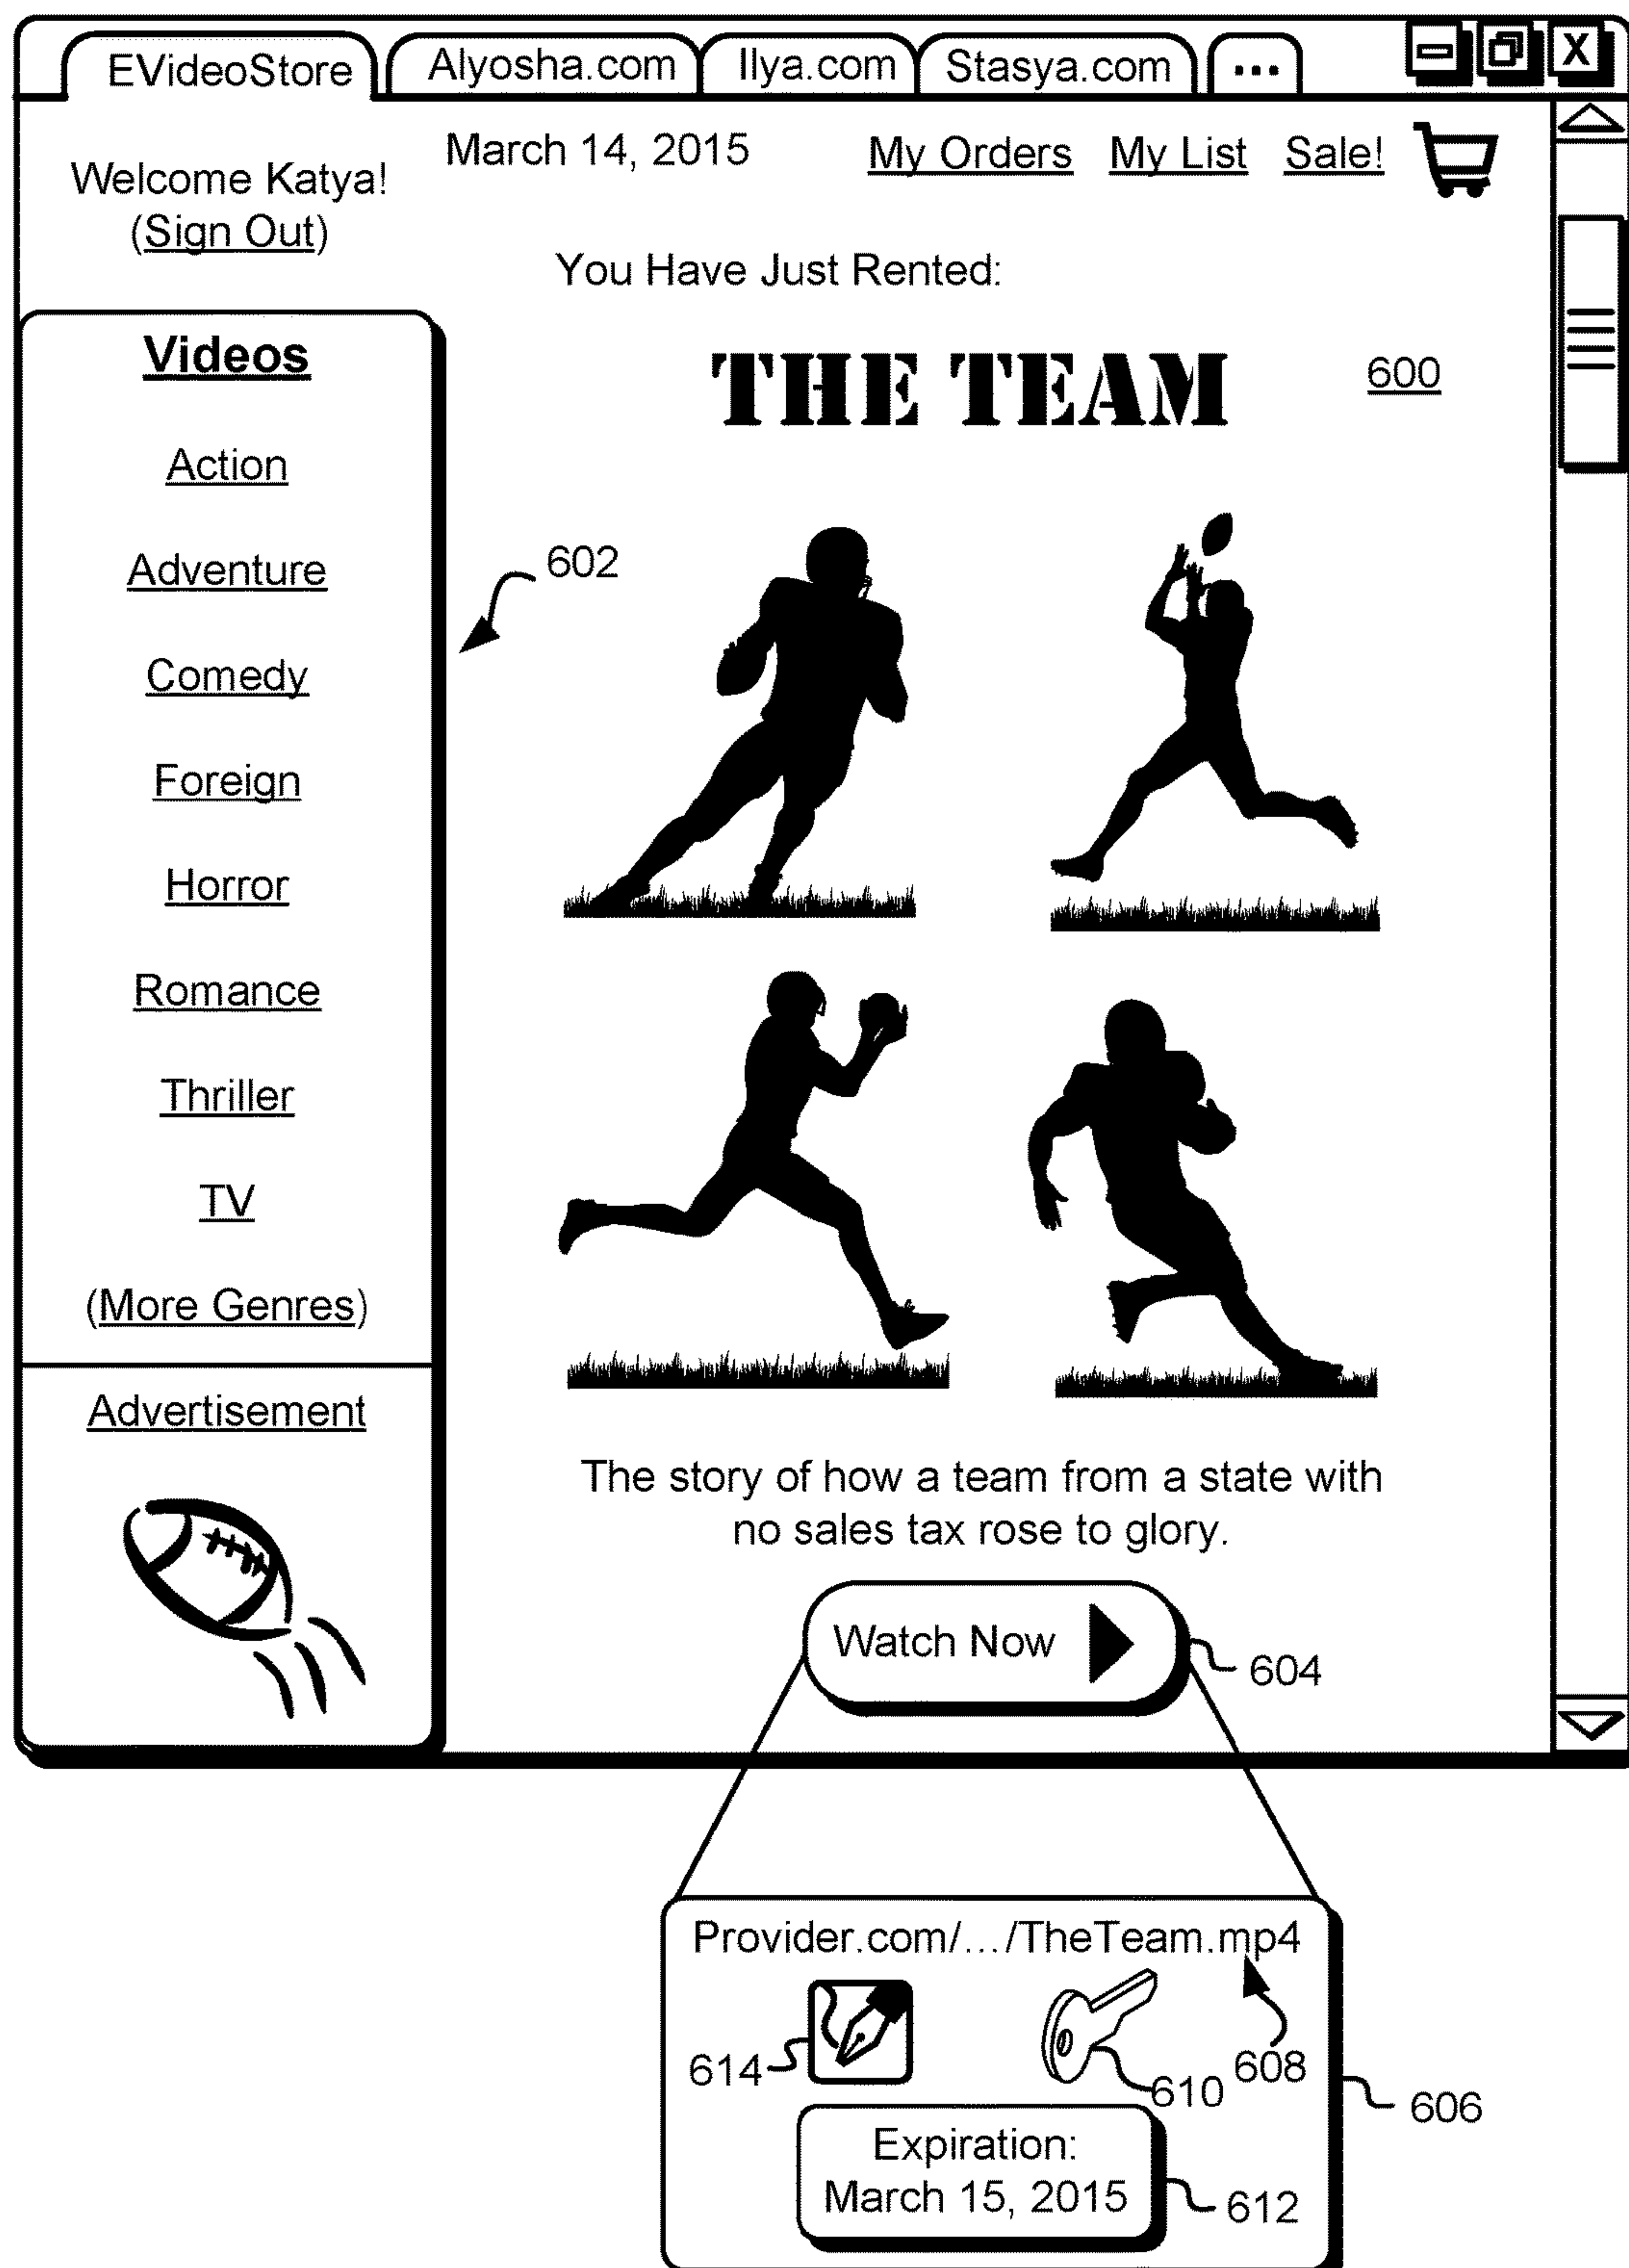 EVideoStore
Alyosha.com
Ilya.com
Stasya.com
...
X
Welcome Katya!
(Sign Out)
March 14, 2015
My Orders
My List
Sale!
You Have Just Rented:
Videos
Action
Adventure
Comedy
Foreign
Horror
Romance
Thriller
TV
(More Genres)
Advertisement
THE TEAM
600
602
The story of how a team from a state with
no sales tax rose to glory.
Watch Now
604
Provider.com/... /TheTeam.mp4
614
610
608
606
Expiration:
March 15, 2015
612